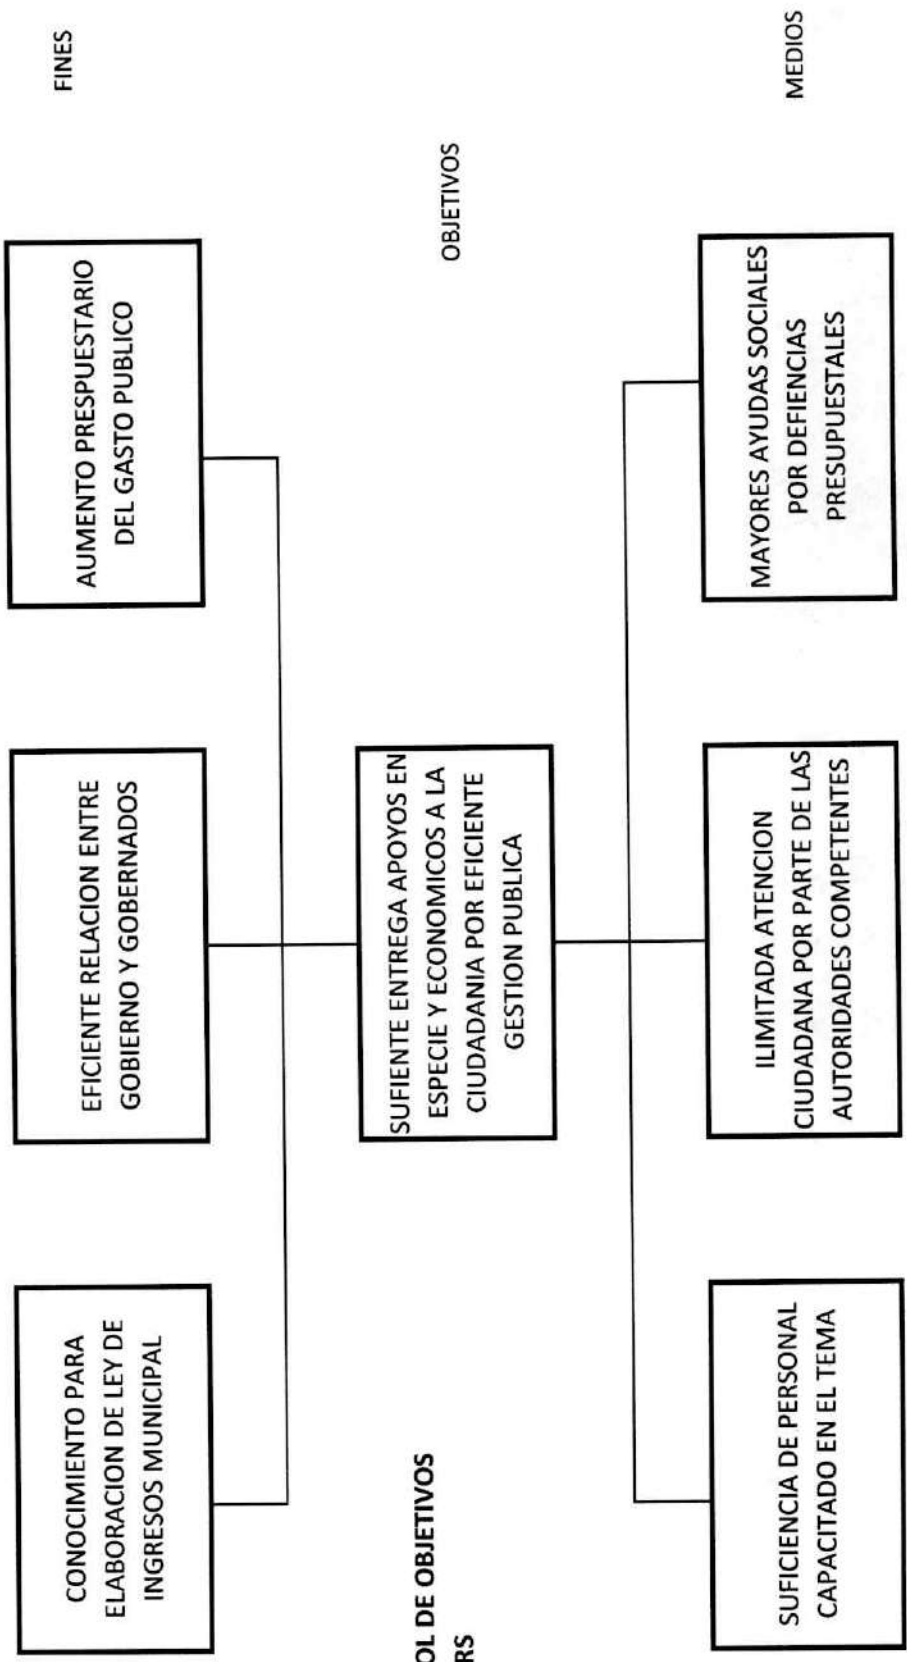 CONOCIMIENTO PARA
ELABORACION DE LEY DE
INGRESOS MUNICIPAL
EFICIENTE RELACION ENTRE
GOBIERNO Y GOBERNADOS
AUMENTO PRESPUESTARIO
DEL GASTO PUBLICO
FINES
OL DE OBJETIVOS
RS
SUFIENTE ENTREGA APOYOS EN
ESPECIE Y ECONOMICOS A LA
CIUDADANIA POR EFICIENTE
GESTION PUBLICA
OBJETIVOS
SUFICIENCIA DE PERSONAL
CAPACITADO EN EL TEMA
ILIMITADA ATENCION
CIUDADANA POR PARTE DE LAS
AUTORIDADES COMPETENTES
MAYORES AYUDAS SOCIALES
POR DEFIENCIAS
PRESUPUESTALES
MEDIOS